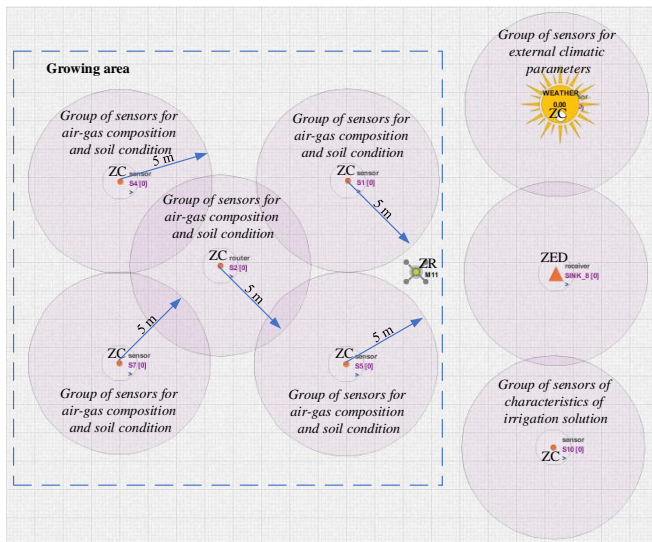 Growing area
Group of sensors for
external climatic
parameters
WEATHER
0.00
ZC
Group of sensors for
air-gas composition
and soil condition
5 m
ZC sensor
S4 [0]
>
Group of sensors for
air-gas composition
and soil condition
ZC sensor
S1 [0]
>
5 m
Group of sensors for
air-gas composition
and soil condition
ZC router
S2 [0]
>
5 m
ZR
M11
ZED
receiver
SINK_8 [0]
>
5 m
ZC sensor
S7 [0]
>
Group of sensors for
air-gas composition
and soil condition
5 m
ZC sensor
S5 [0]
>
Group of sensors for
air-gas composition
and soil condition
Group of sensors of
characteristics of
irrigation solution
sensor
S10 [0]
ZC >